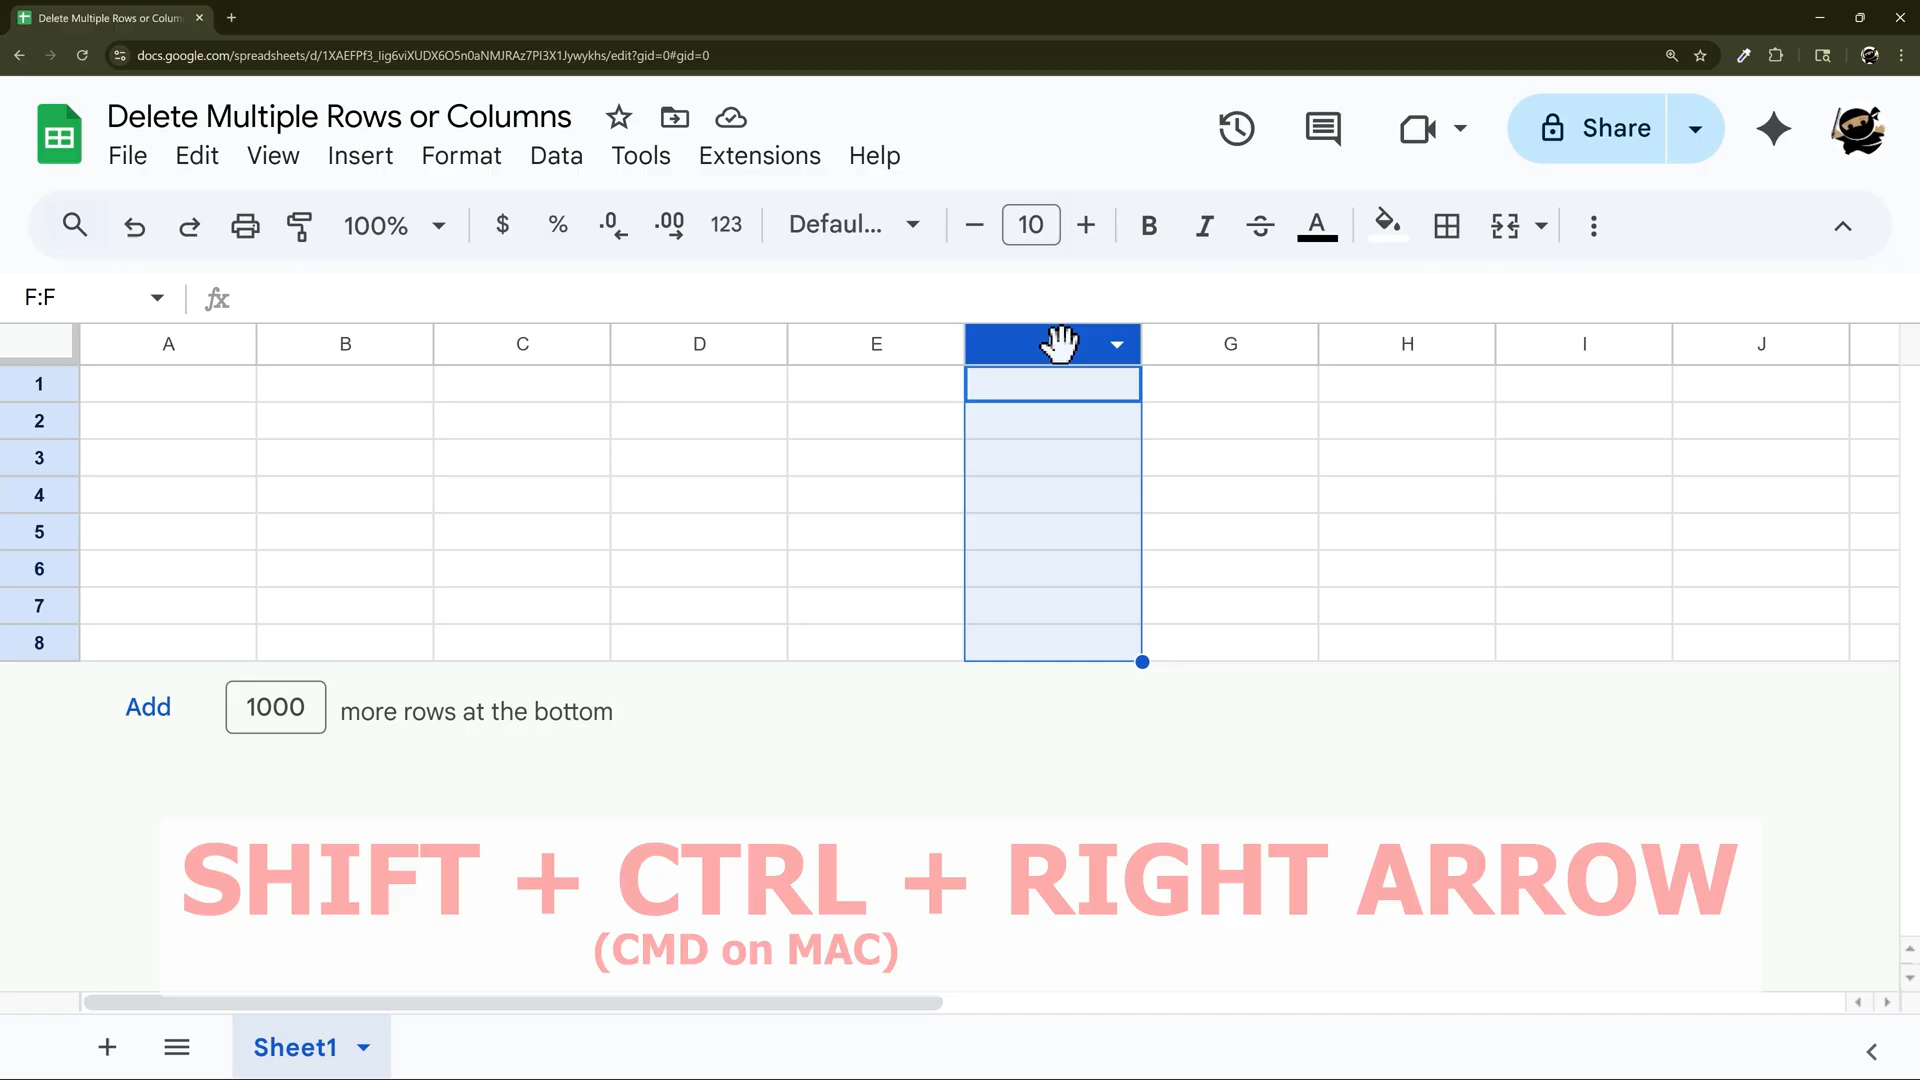 Delete Multiple Rows or Colum
docs.google.com/spreadsheets/d/1XAEFPf3_Iig6viXUDX6O5n0aNMJRAz7PI3X1Jywykhs/edit?gid=0#gid=0
Delete Multiple Rows or Columns
File Edit View Insert Format Data Tools Extensions Help
Share
100% $ % .0 .00 123 Defaul... 10 B I A
F:F fx
A B C D E G H I J
1
2
3
4
5
6
7
8
Add 1000 more rows at the bottom
SHIFT + CTRL + RIGHT ARROW
(CMD on MAC)
Sheet1